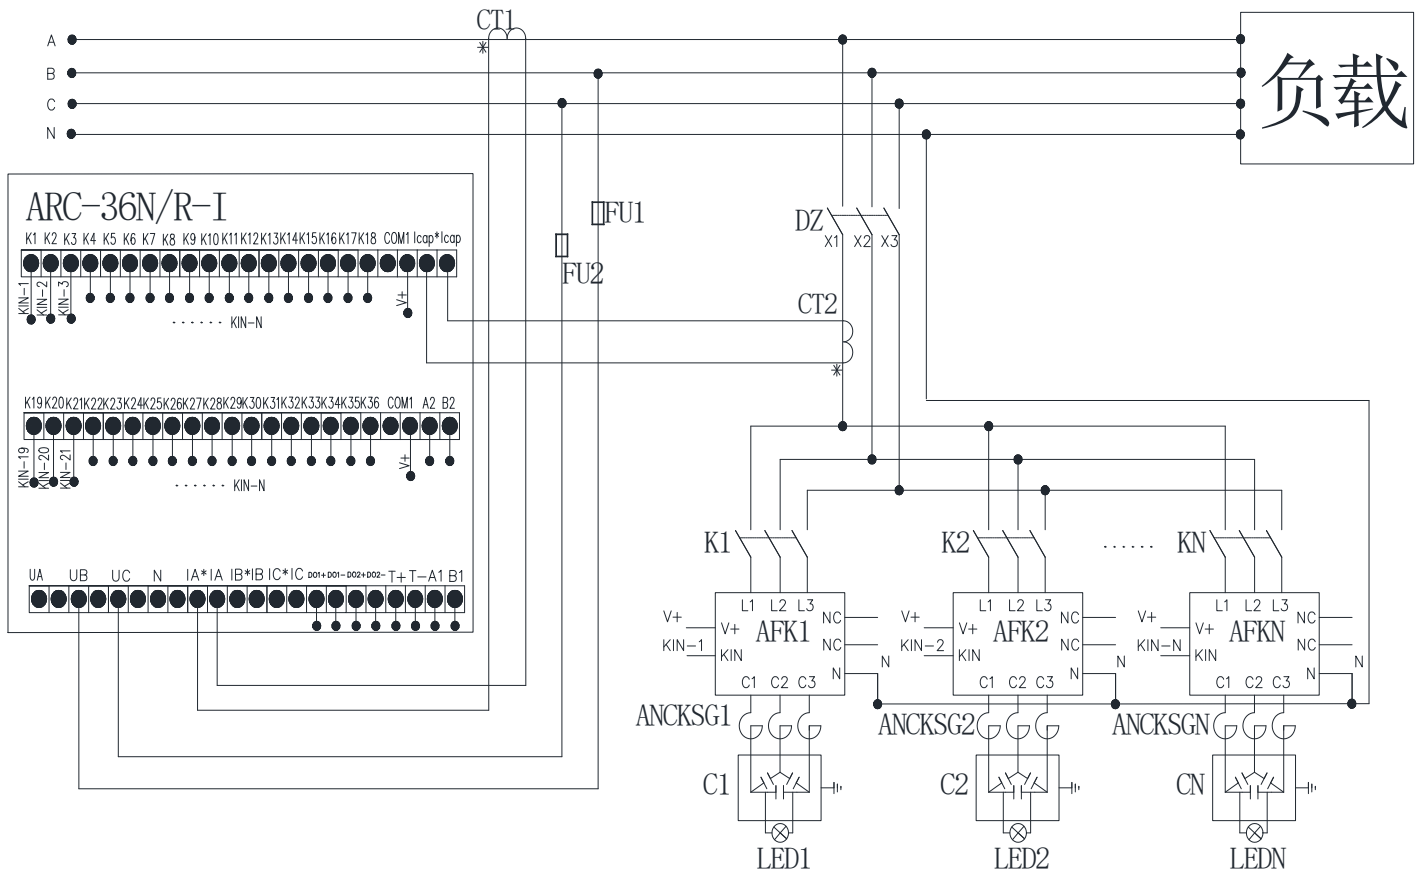 CT1
A
B
C
N
负载
ARC-36N/R-I
K1 K2 K3 K4 K5 K6 K7 K8 K9 K10 K11 K12 K13 K14 K15 K16 K17 K18 COM1 Icap* Icap
KIN-1 KIN-2 KIN-3 V+
······ KIN-N
FU1
FU2
DZ
X1 X2 X3
CT2
*
*
K19 K20 K21 K22 K23 K24 K25 K26 K27 K28 K29 K30 K31 K32 K33 K34 K35 K36 COM1 A2 B2
KIN-19 KIN-20 KIN-21 V+
······ KIN-N
UA UB UC N IA* IA IB* IB IC* IC DO1+ DO1- DO2+ DO2- T+ T- A1 B1
K1 K2 ······ KN
L1 L2 L3 L1 L2 L3 L1 L2 L3
V+ V+ AFK1 NC V+ V+ AFK2 NC V+ V+ AFKN NC
KIN-1 KIN NC KIN-2 KIN NC KIN-N KIN NC
N N N N N N
C1 C2 C3 C1 C2 C3 C1 C2 C3
ANCKSG1 ANCKSG2 ANCKSGN
C1 C2 CN
LED1 LED2 LEDN